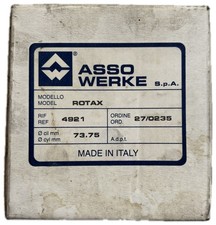 ASSO
WERKE S.p.A.
MODELLO
MODEL ROTAX
RIF
REF 4921
ORDINE
ORD. 27/0235
Ø cil mm.
Ø cyl mm 73.75 A.d.p.t.
MADE IN ITALY